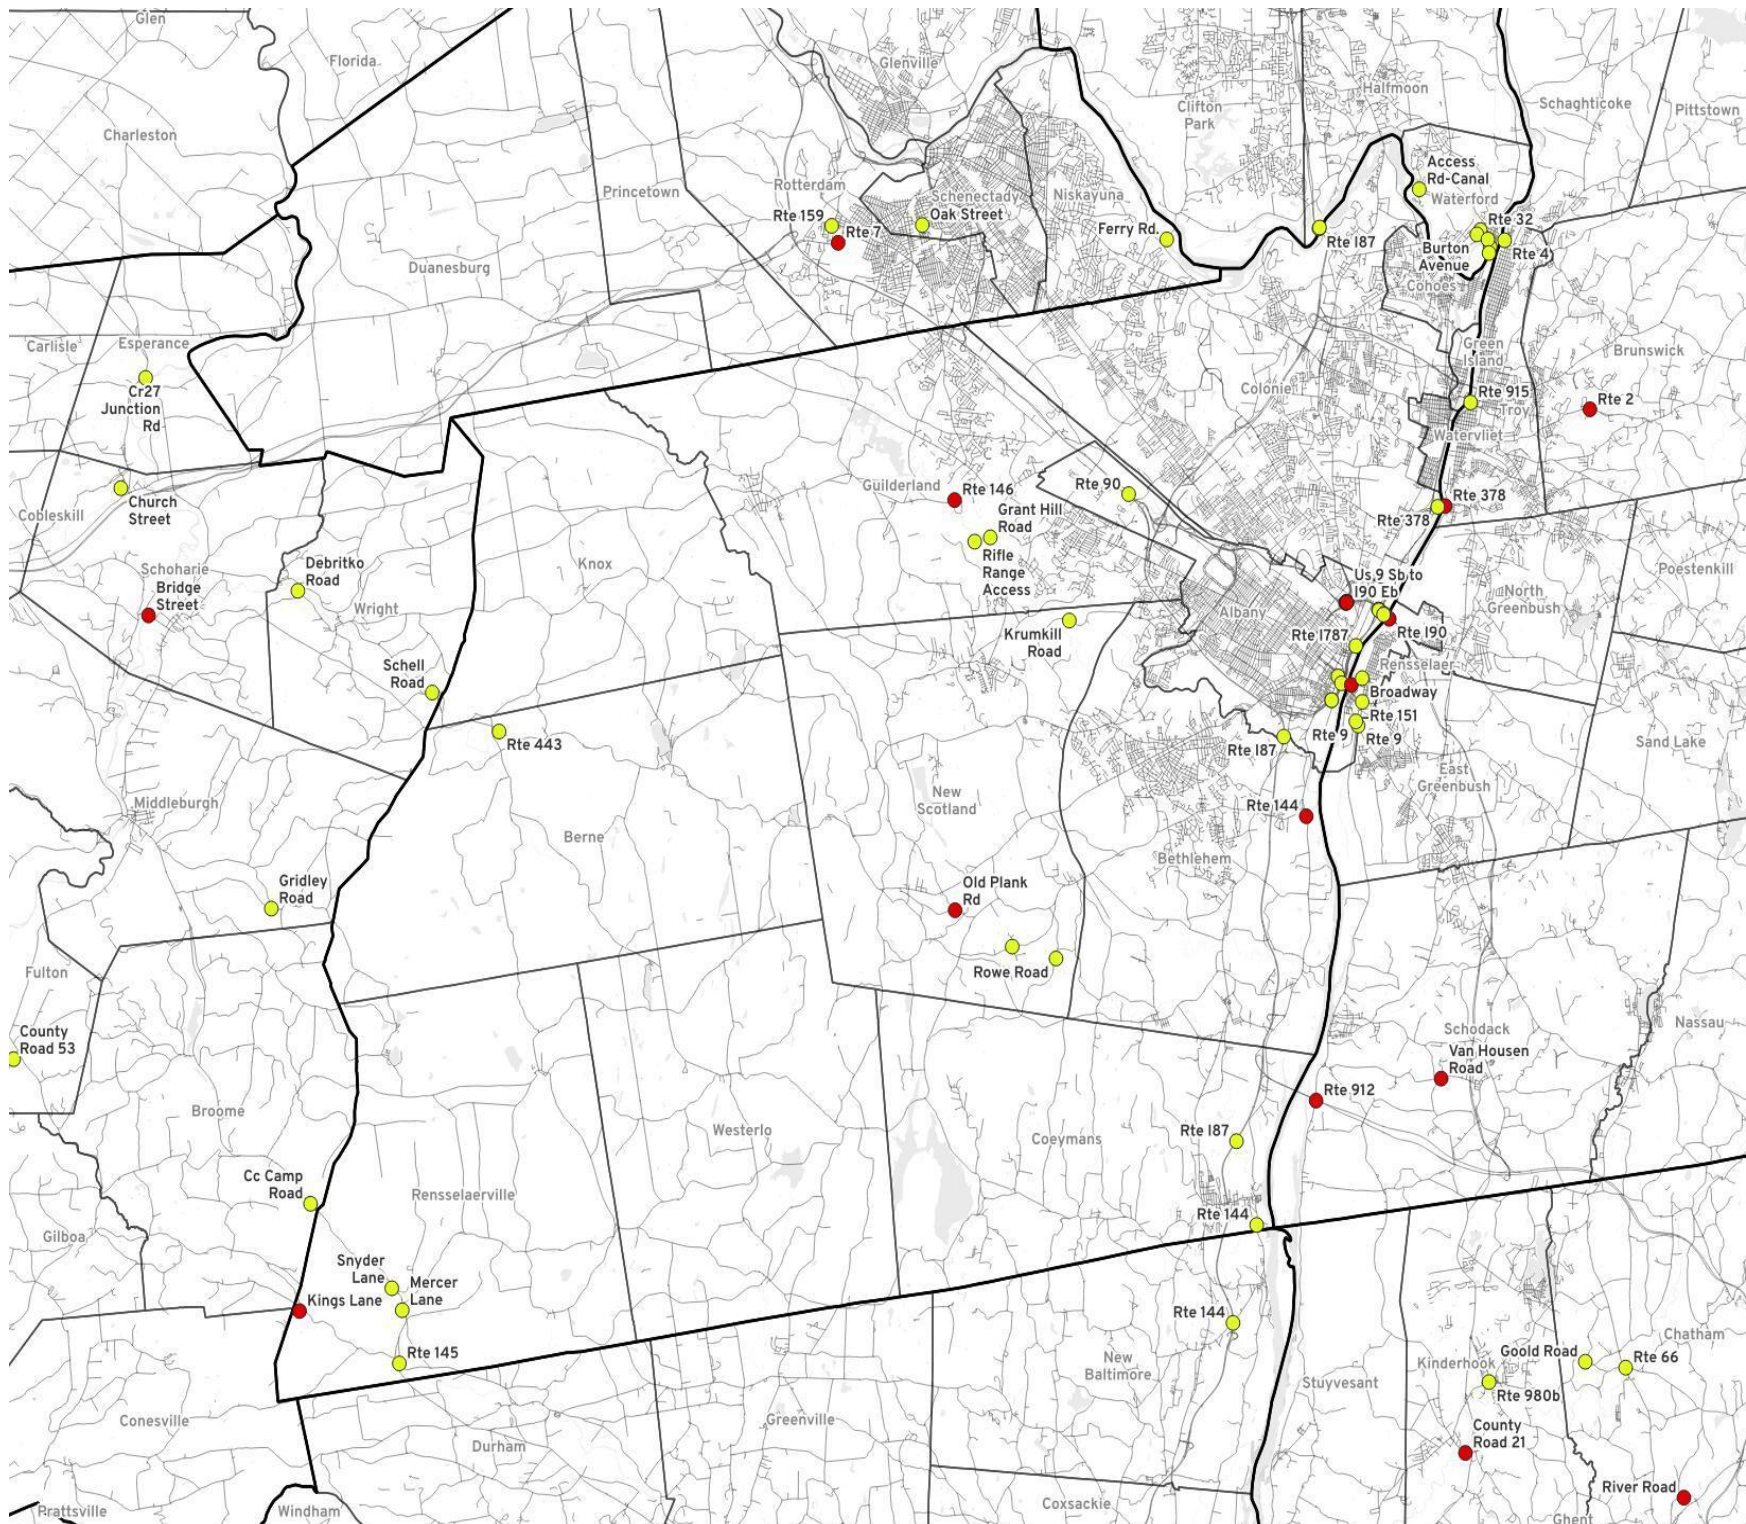 Glen
Florida
Glenville
Clifton
Park
Halfmoon
Schaghticoke
Pittstown
Charleston
Princetown
Rotterdam
Schenectady
Niskayuna
Access
Rd-Canal
Waterford
Rte 159
Rte 7
Oak Street
Ferry Rd.
Rte I87
Rte 32
Burton
Avenue
Rte 4
Cohoes
Duanesburg
Carlisle
Esperance
Cr27
Junction
Rd
Green
Island
Brunswick
Colonie
Rte 915
Troy
Rte 2
Watervliet
Church
Street
Cobleskill
Guilderland
Rte 146
Rte 90
Grant Hill
Road
Rifle
Range
Access
Rte 378
Rte 378
Schoharie
Bridge
Street
Debritko
Road
Wright
Knox
Us 9 Sb to
I90 Eb
Albany
North
Greenbush
Poestenkill
Krumkill
Road
Rte I787
Rte I90
Rensselaer
Schell
Road
Broadway
Rte 151
Rte 9
Rte 9
Rte I87
Rte 443
Sand Lake
East
Greenbush
Middleburgh
New
Scotland
Rte 144
Berne
Bethlehem
Gridley
Road
Old Plank
Rd
Rowe Road
Fulton
County
Road 53
Schodack
Van Housen
Road
Nassau
Broome
Rte 912
Westerlo
Coeymans
Rte I87
Cc Camp
Road
Rensselaerville
Rte 144
Gilboa
Snyder
Lane
Mercer
Lane
Kings Lane
Rte 144
Rte 145
New
Baltimore
Stuyvesant
Kinderhook
Goold Road
Chatham
Rte 66
Rte 980b
Conesville
Durham
Greenville
County
Road 21
River Road
Prattsville
Windham
Coxsackie
Ghent